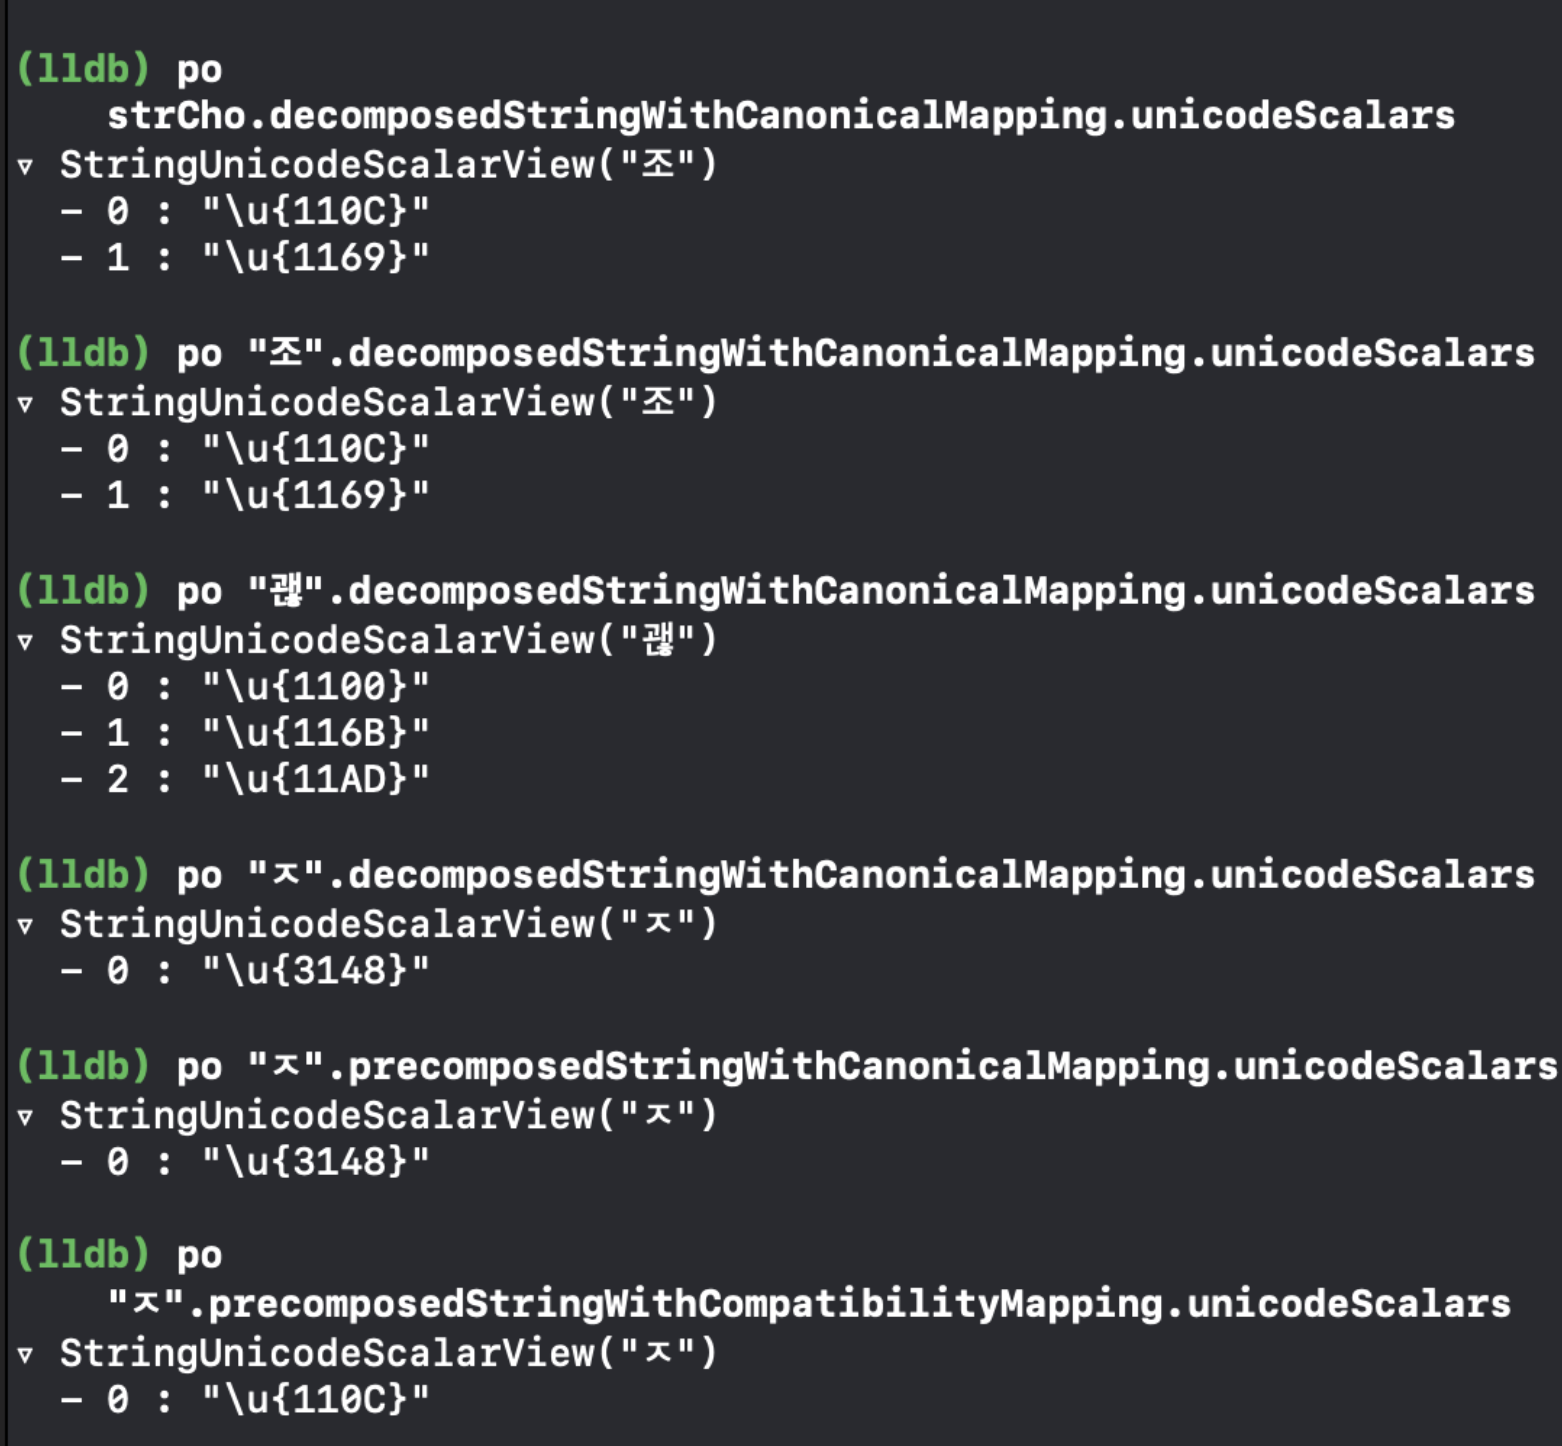 (lldb) po
strCho.decomposedStringWithCanonicalMapping.unicodeScalars
▿ StringUnicodeScalarView("조")
- 0 : "\u{110C}"
- 1 : "\u{1169}"
(lldb) po "조".decomposedStringWithCanonicalMapping.unicodeScalars
▿ StringUnicodeScalarView("조")
- 0 : "\u{110C}"
- 1 : "\u{1169}"
(lldb) po "괞".decomposedStringWithCanonicalMapping.unicodeScalars
▿ StringUnicodeScalarView("괞")
- 0 : "\u{1100}"
- 1 : "\u{116B}"
- 2 : "\u{11AD}"
(lldb) po "ㅈ".decomposedStringWithCanonicalMapping.unicodeScalars
▿ StringUnicodeScalarView("ㅈ")
- 0 : "\u{3148}"
(lldb) po "ㅈ".precomposedStringWithCanonicalMapping.unicodeScalars
▿ StringUnicodeScalarView("ㅈ")
- 0 : "\u{3148}"
(lldb) po
"ㅈ".precomposedStringWithCompatibilityMapping.unicodeScalars
▿ StringUnicodeScalarView("ᄌ")
- 0 : "\u{110C}"